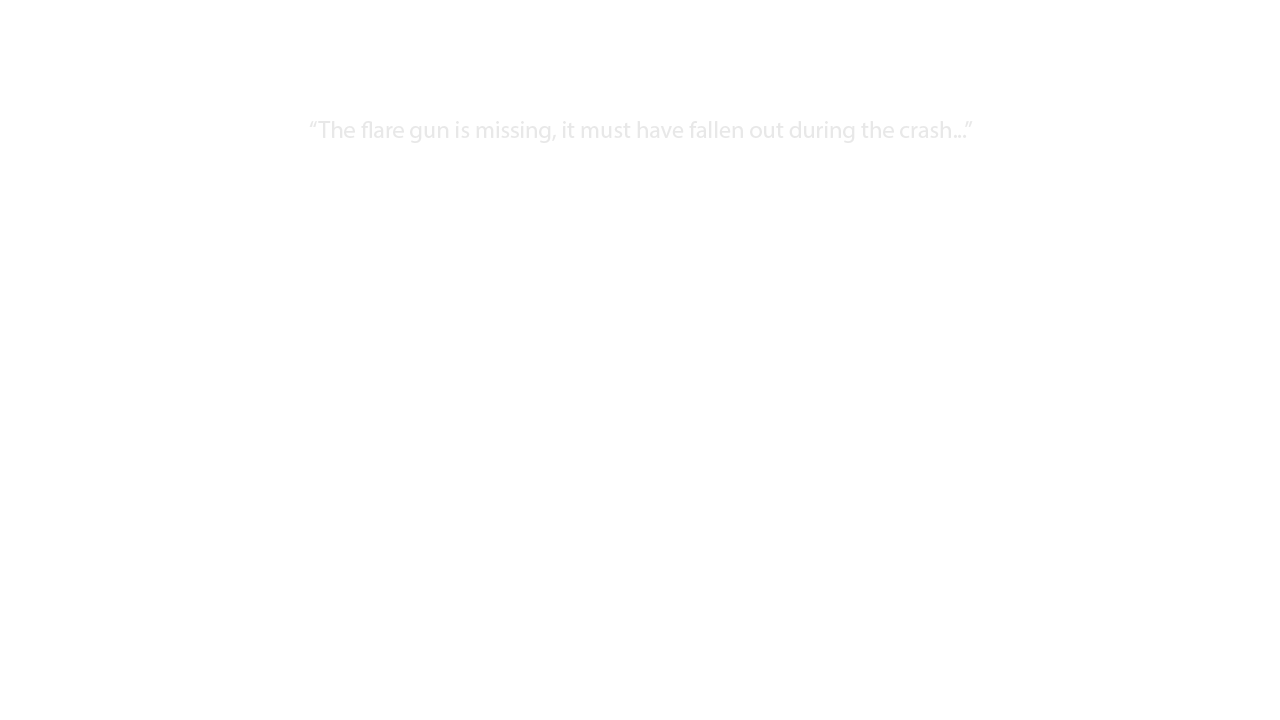 “The flare gun is missing, it must have fallen out during the crash...”